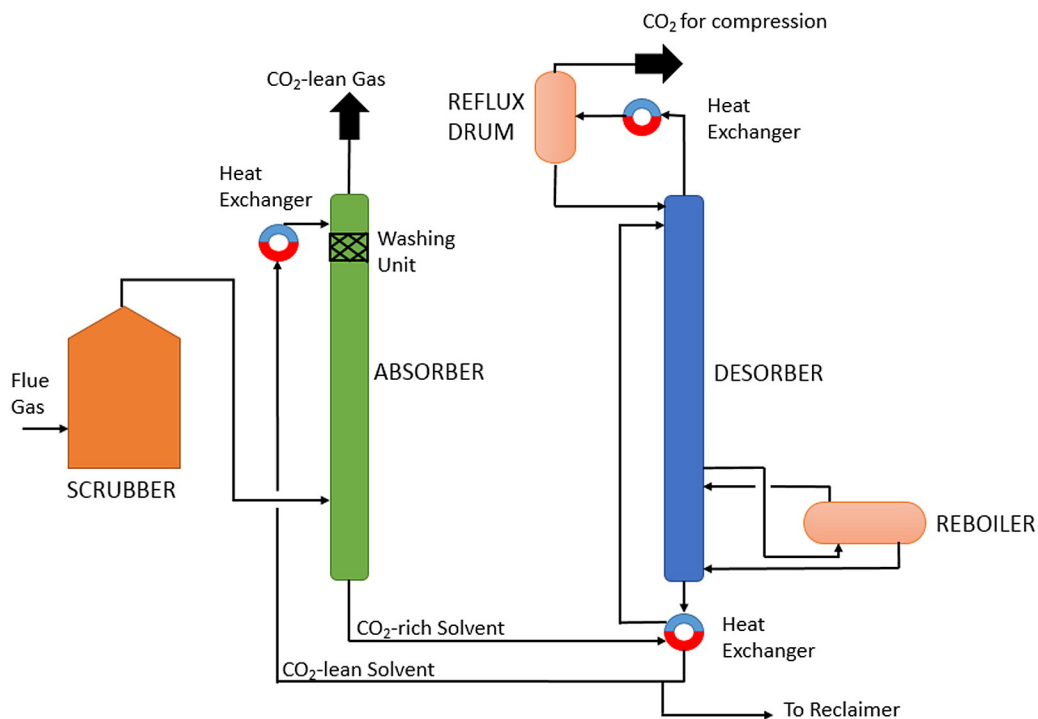 CO₂ for compression
CO₂-lean Gas
REFLUX
DRUM
Heat
Exchanger
Heat
Exchanger
Washing
Unit
Flue
Gas
ABSORBER
DESORBER
SCRUBBER
REBOILER
CO₂-rich Solvent
Heat
Exchanger
CO₂-lean Solvent
To Reclaimer